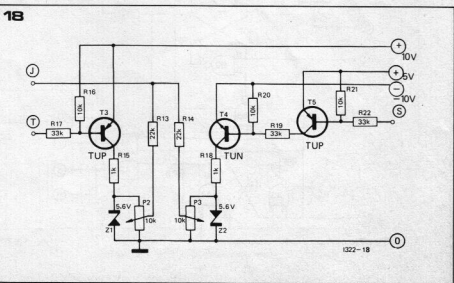 18
+
10V
J
+
5V
R16
R20
R21
−
−10V
T3
R13
R14
T4
T5
S
10k
10k
10k
R17
R19
R22
T
33k
22k
22k
33k
33k
TUP
TUN
TUP
R15
R18
1k
1k
5.6V
P2
P3
5.6V
10k
10k
Z1
Z2
0
1322-18